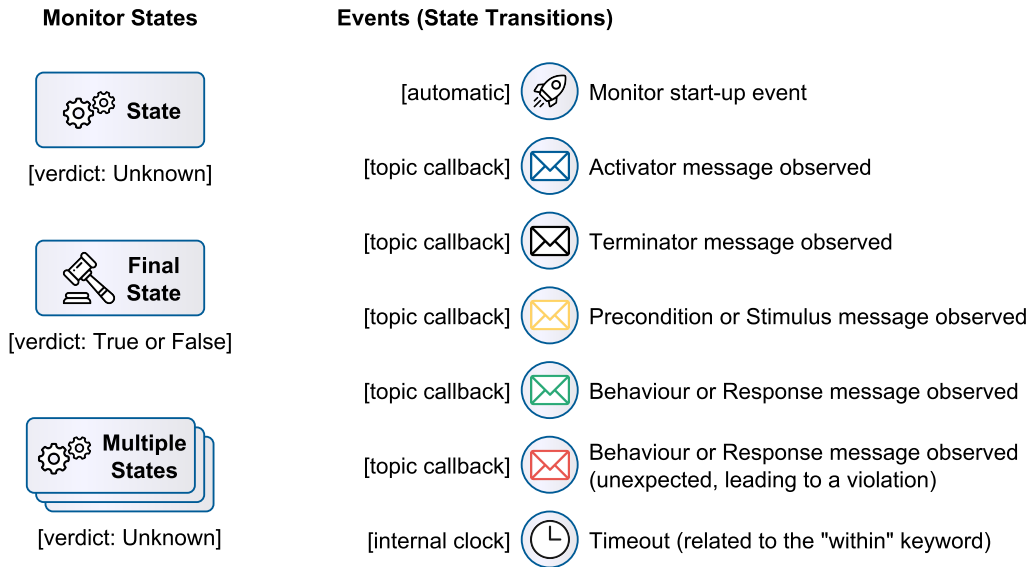 Monitor States
State
[verdict: Unknown]
Final
State
[verdict: True or False]
Multiple
States
[verdict: Unknown]
Events (State Transitions)
[automatic] Monitor start-up event
[topic callback] Activator message observed
[topic callback] Terminator message observed
[topic callback] Precondition or Stimulus message observed
[topic callback] Behaviour or Response message observed
[topic callback] Behaviour or Response message observed
(unexpected, leading to a violation)
[internal clock] Timeout (related to the "within" keyword)